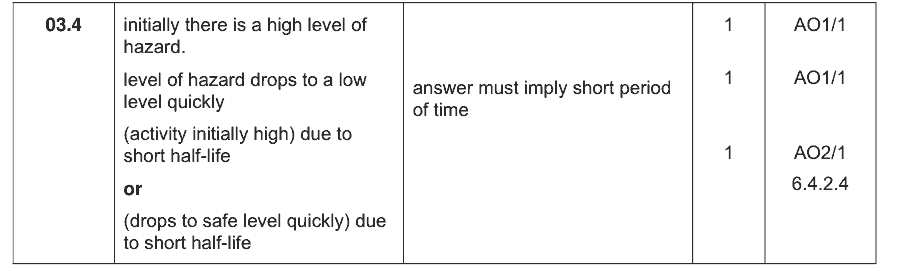 03.4
initially there is a high level of
hazard.
1
AO1/1
level of hazard drops to a low
level quickly
answer must imply short period
of time
1
AO1/1
(activity initially high) due to
short half-life
1
AO2/1
6.4.2.4
or
(drops to safe level quickly) due
to short half-life